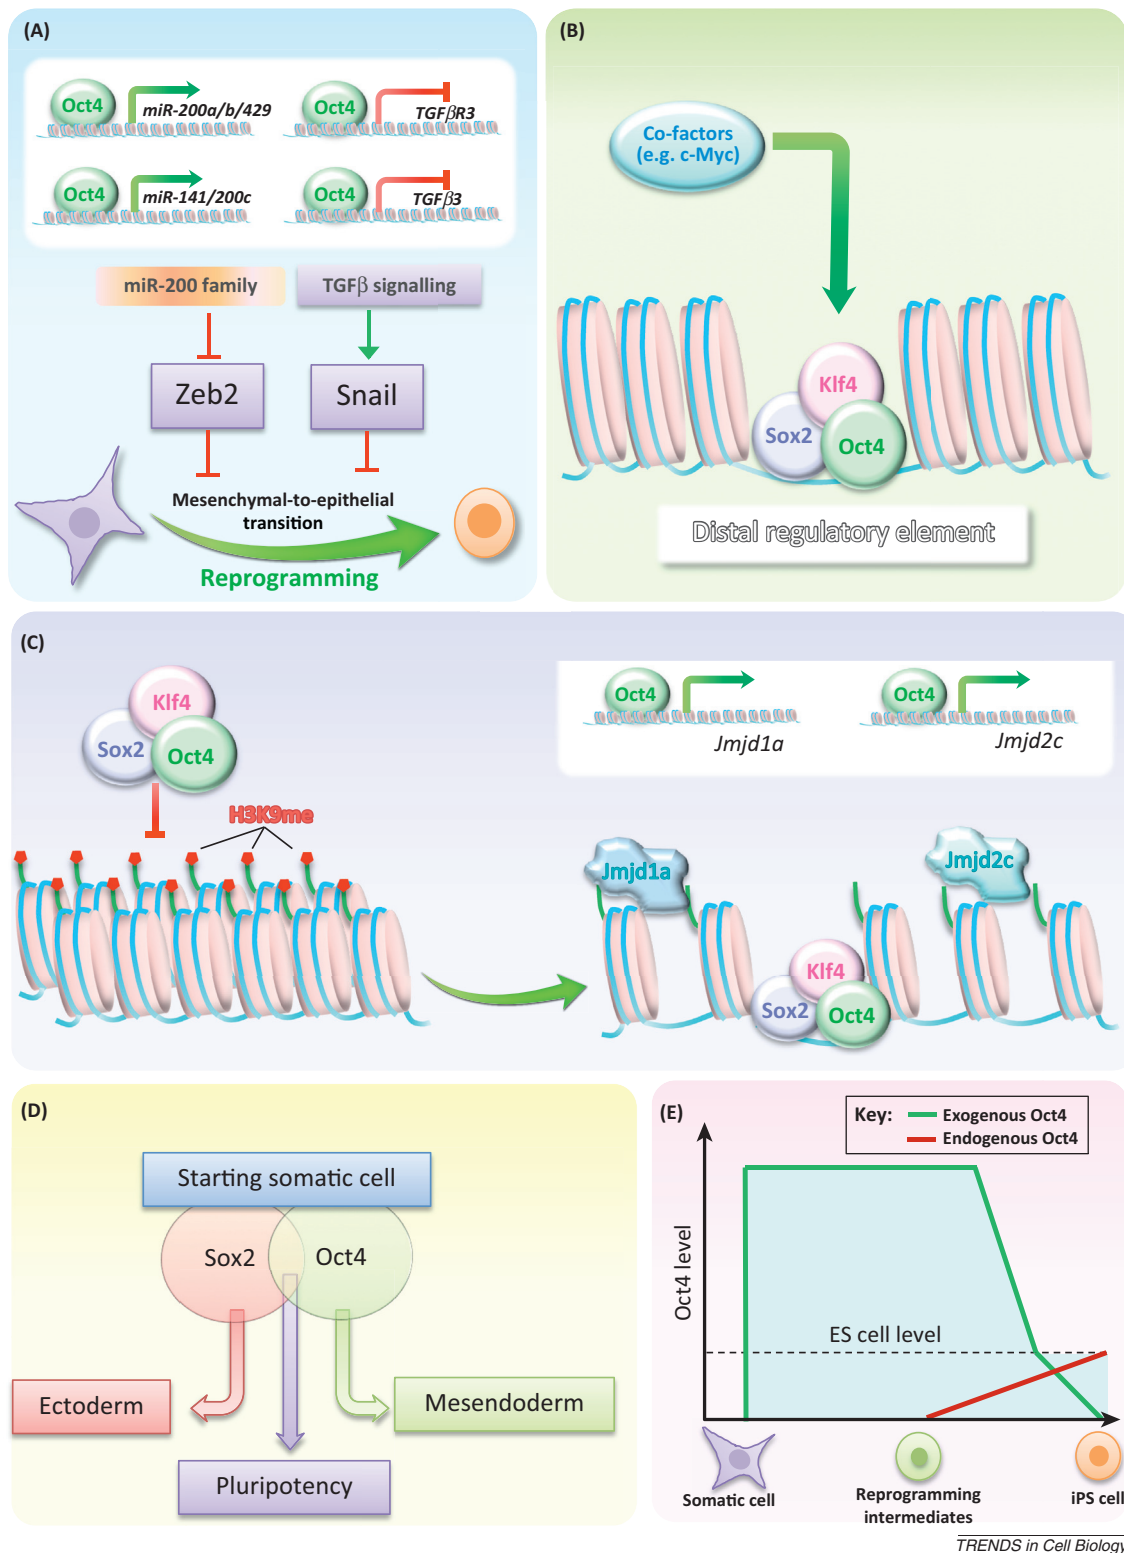 (A)
Oct4
miR-200a/b/429
Oct4
TGFβR3
Oct4
miR-141/200c
Oct4
TGFβ3
miR-200 family
TGFβ signalling
Zeb2
Snail
Mesenchymal-to-epithelial
transition
Reprogramming
(B)
Co-factors
(e.g. c-Myc)
Klf4
Sox2
Oct4
Distal regulatory element
(C)
Klf4
Sox2
Oct4
H3K9me
Oct4
Jmjd1a
Oct4
Jmjd2c
Jmjd1a
Jmjd2c
Klf4
Sox2
Oct4
(D)
Starting somatic cell
Sox2
Oct4
Ectoderm
Mesendoderm
Pluripotency
(E)
Key:
Exogenous Oct4
Endogenous Oct4
Oct4 level
ES cell level
Somatic cell
Reprogramming
intermediates
iPS cell
TRENDS in Cell Biology